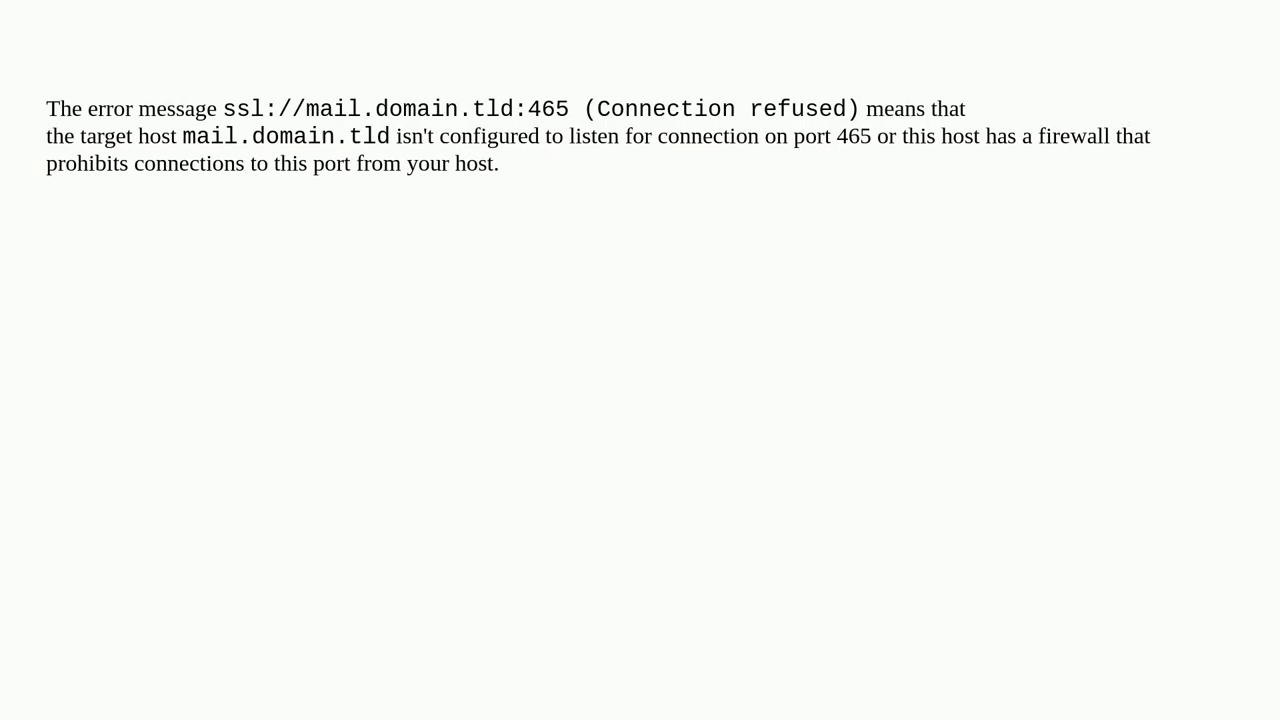 The error message ssl://mail.domain.tld:465 (Connection refused) means that
the target host mail.domain.tld isn't configured to listen for connection on port 465 or this host has a firewall that
prohibits connections to this port from your host.